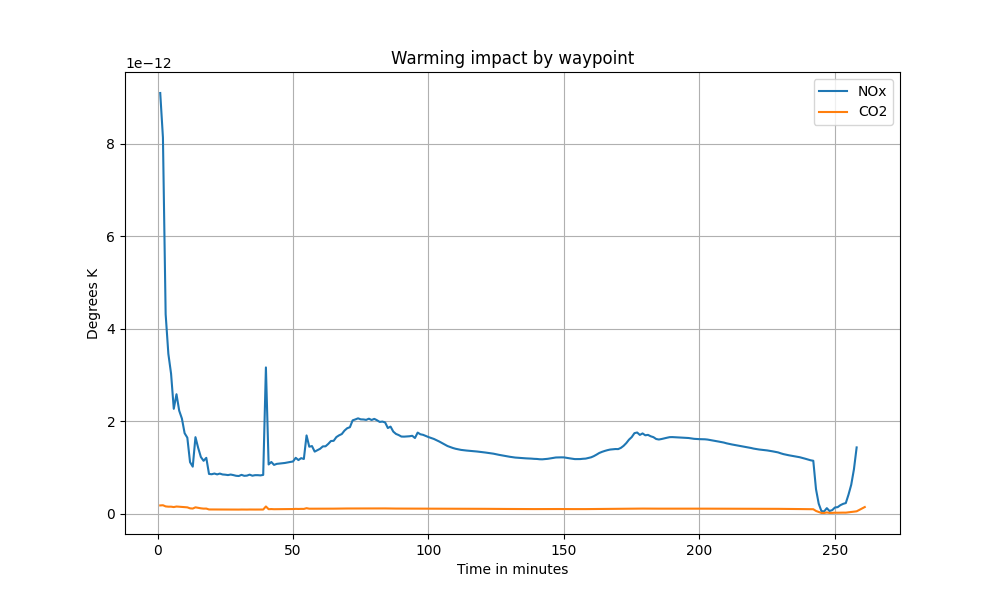 Warming impact by waypoint
1e−12
NOx
CO2
8
6
4
2
0
Degrees K
0 50 100 150 200 250
Time in minutes